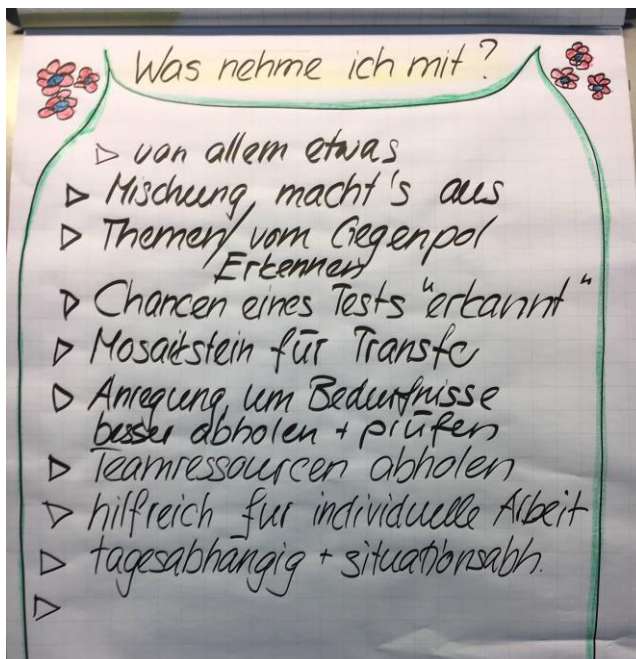 Was nehme ich mit?
▷ von allem etwas
▷ Mischung macht's aus
▷ Themen/vom Gegenpol
Erkennen
▷ Chancen eines Tests "erkannt"
▷ Mosaikstein für Transfe
▷ Anregung um Bedürfnisse
besser abholen + prüfen
▷ Teamressourcen abholen
▷ hilfreich für individuelle Arbeit
▷ tagesabhängig + situationsabh.
▷